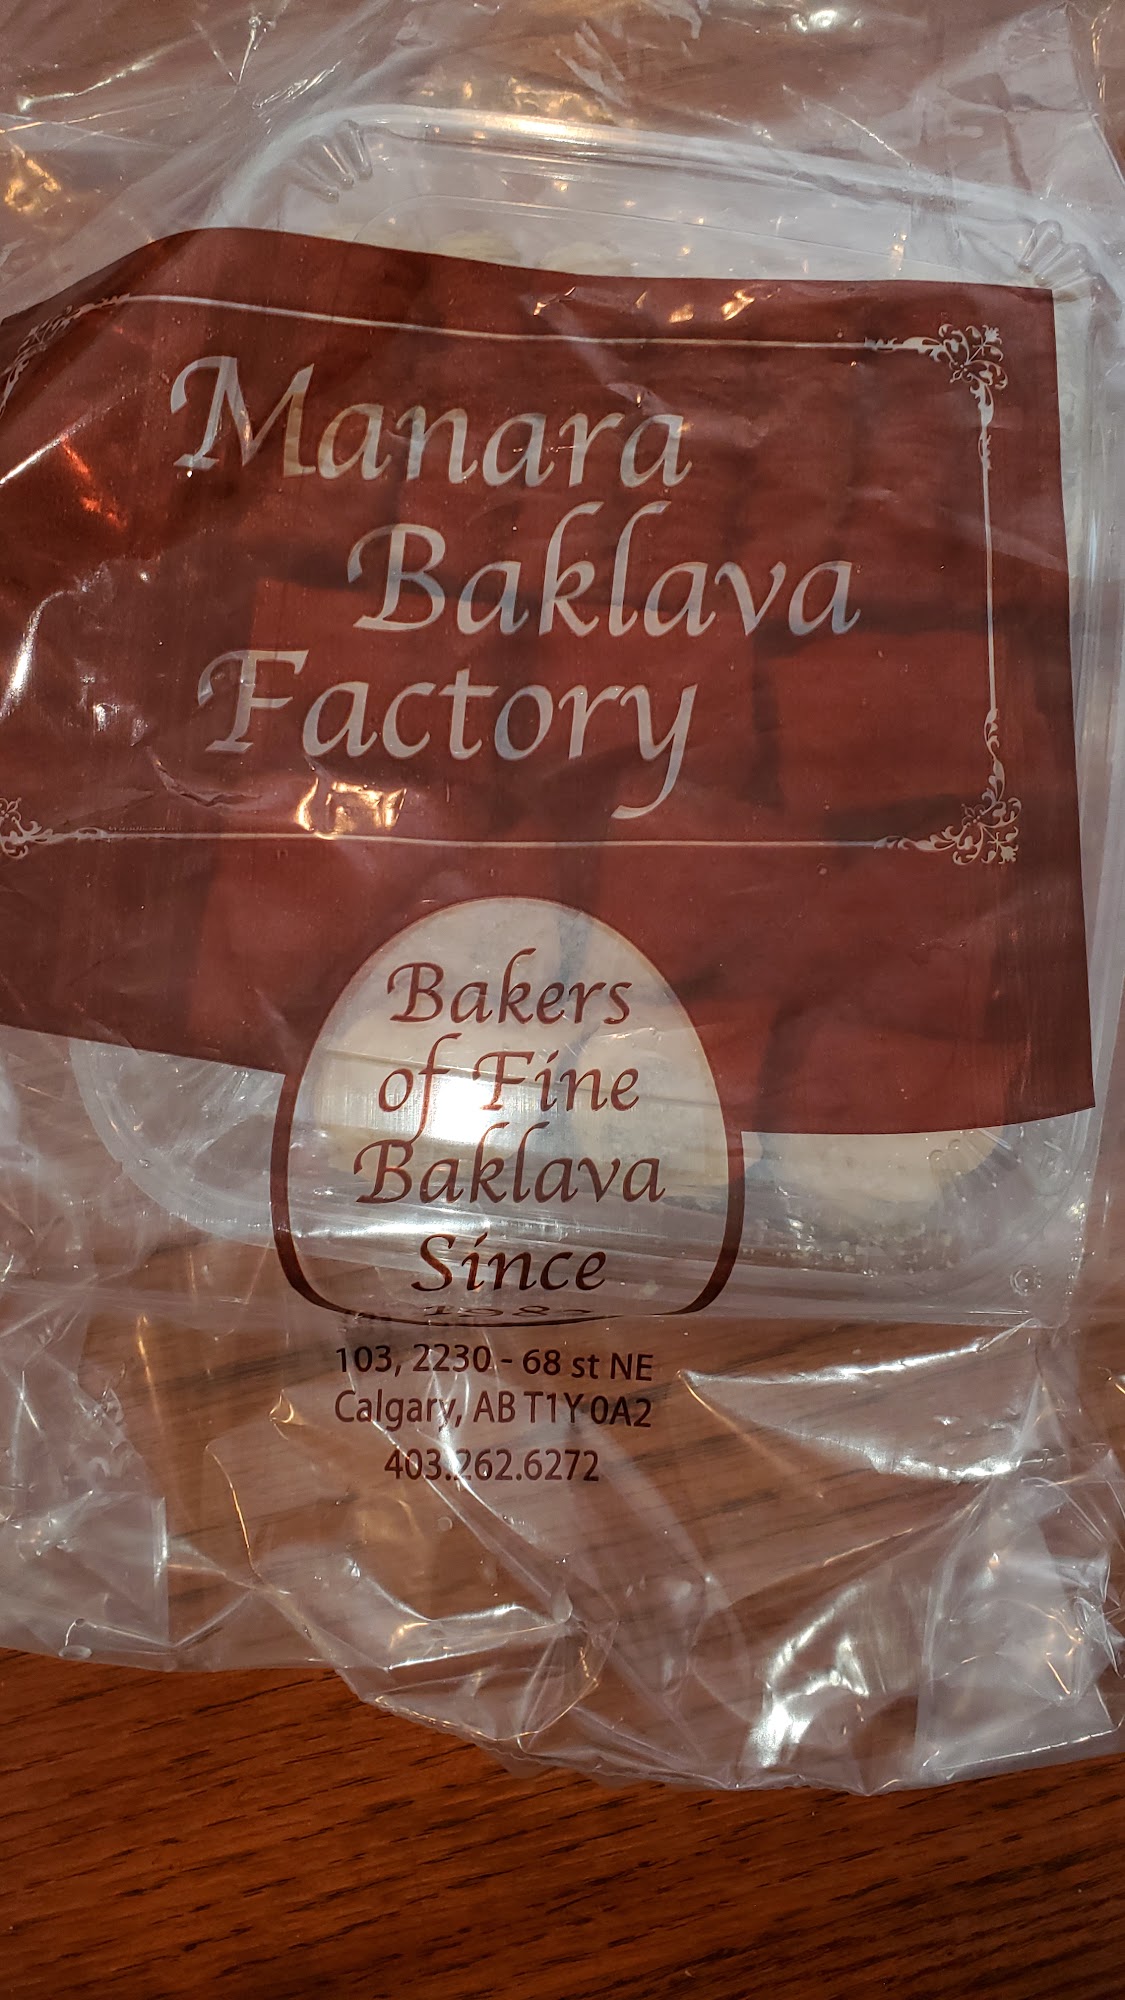 Manara
Baklava
Factory
Bakers
of Fine
Baklava
Since
103, 2230 - 68 st NE
Calgary, AB T1Y 0A2
403.262.6272